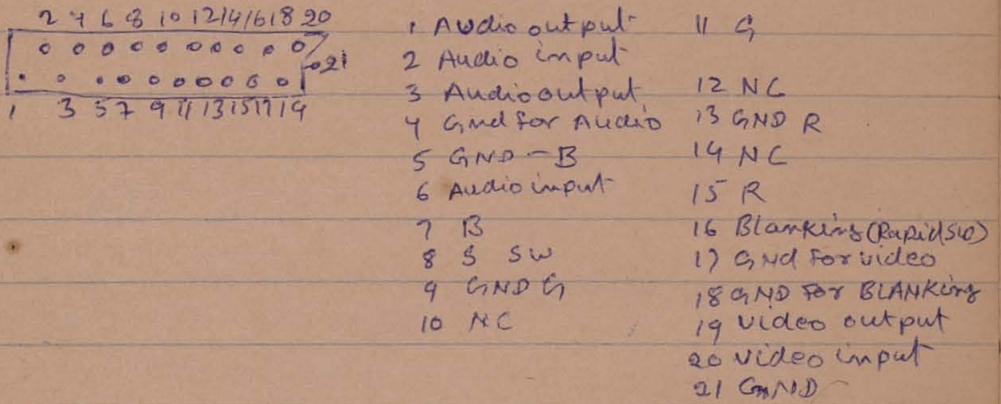 2 4 6 8 10 12 14 16 18 20
21
1 3 5 7 9 11 13 15 17 19
1 Audio output
2 Audio input
3 Audio output
4 Gnd for Audio
5 GND - B
6 Audio input
7 B
8 S SW
9 GND G
10 NC
11 G
12 NC
13 GND R
14 NC
15 R
16 Blanking (Rapid SW)
17 Gnd For video
18 GND For BLANKing
19 video output
20 video input
21 GND